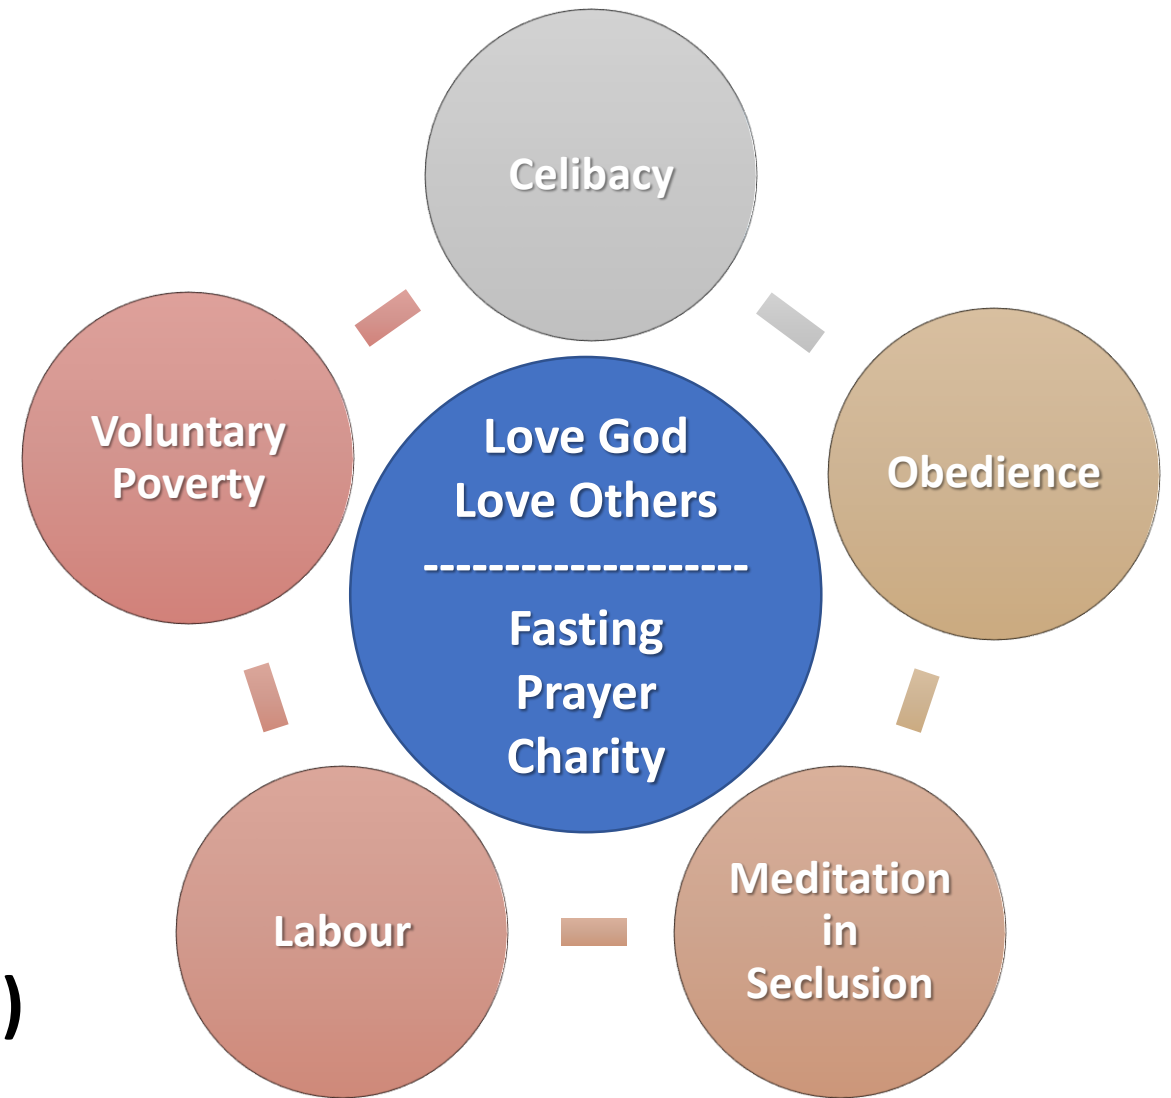 Celibacy
Voluntary
Poverty
Love God
Love Others
--------------------
Fasting
Prayer
Charity
Obedience
Labour
Meditation
in
Seclusion
)